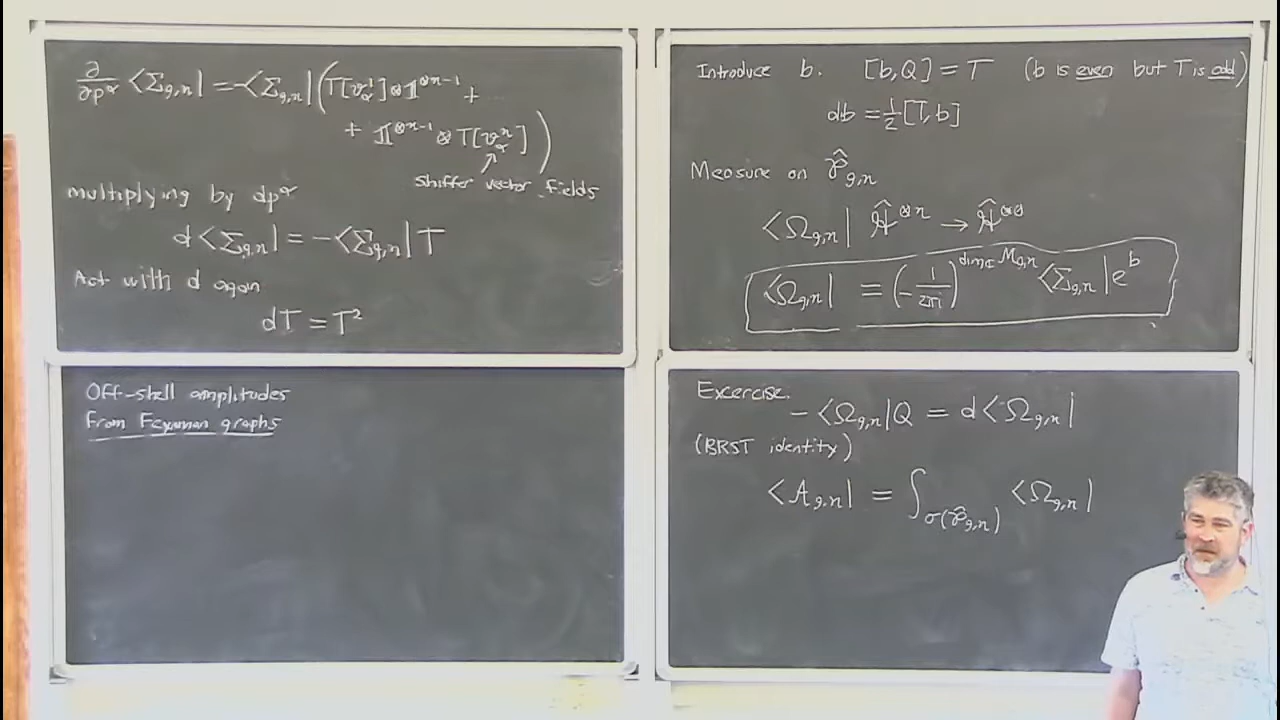 ∂/∂p^α ⟨Σ_{g,n}| = -⟨Σ_{g,n}| (T[v_α^1]⊗𝟙^{⊗n-1} +
+ 𝟙^{⊗n-1} ⊗ T[v_α^n])
Shiffer vector fields
multiplying by dp^α
d⟨Σ_{g,n}| = -⟨Σ_{g,n}| T
Act with d again
dT = T²
Off-shell amplitudes
From Feynman graphs
Introduce b. [b,Q] = T (b is even but T is odd)
db = ½[T,b]
Measure on 𝒫̂_{g,n}
⟨Ω_{g,n}| Ĥ^{⊗n} → Ĥ^{⊗0}
⟨Ω_{g,n}| ≡ (-1/2πi)^{dim_C M_{g,n}} ⟨Σ_{g,n}| e^b
Excercise.
-⟨Ω_{g,n}|Q = d⟨Ω_{g,n}|
(BRST identity)
⟨A_{g,n}| = ∫_{σ(𝒫̂_{g,n})} ⟨Ω_{g,n}|